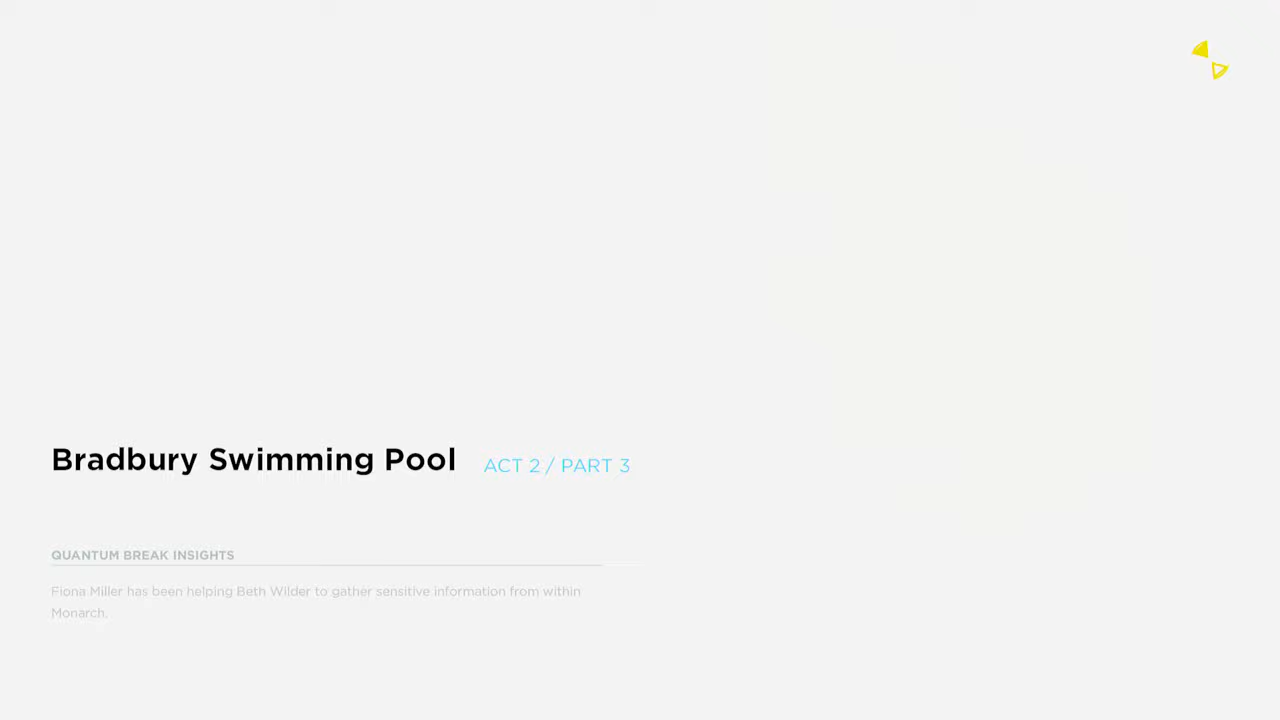 Bradbury Swimming Pool ACT 2 / PART 3
QUANTUM BREAK INSIGHTS
Fiona Miller has been helping Beth Wilder to gather sensitive information from within
Monarch.